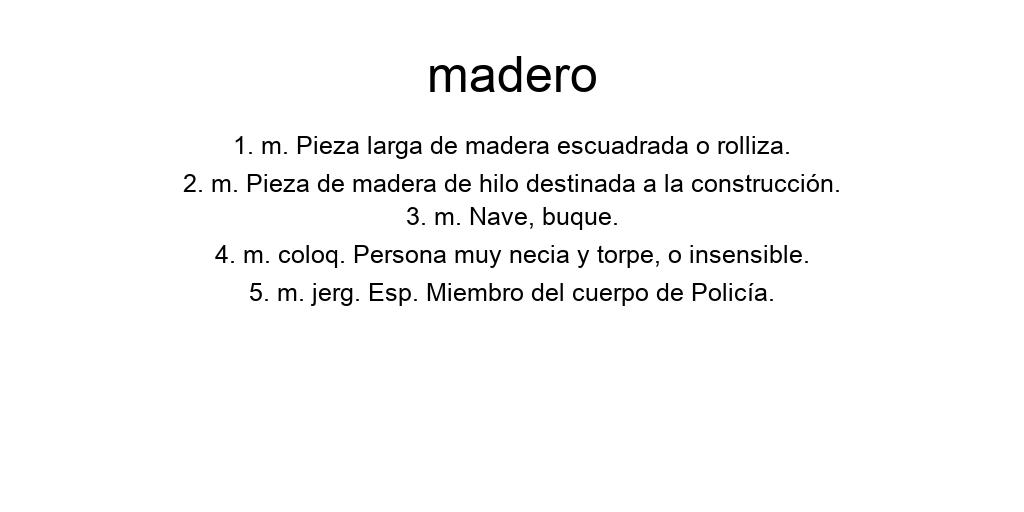 madero
1. m. Pieza larga de madera escuadrada o rolliza.
2. m. Pieza de madera de hilo destinada a la construcción.
3. m. Nave, buque.
4. m. coloq. Persona muy necia y torpe, o insensible.
5. m. jerg. Esp. Miembro del cuerpo de Policía.